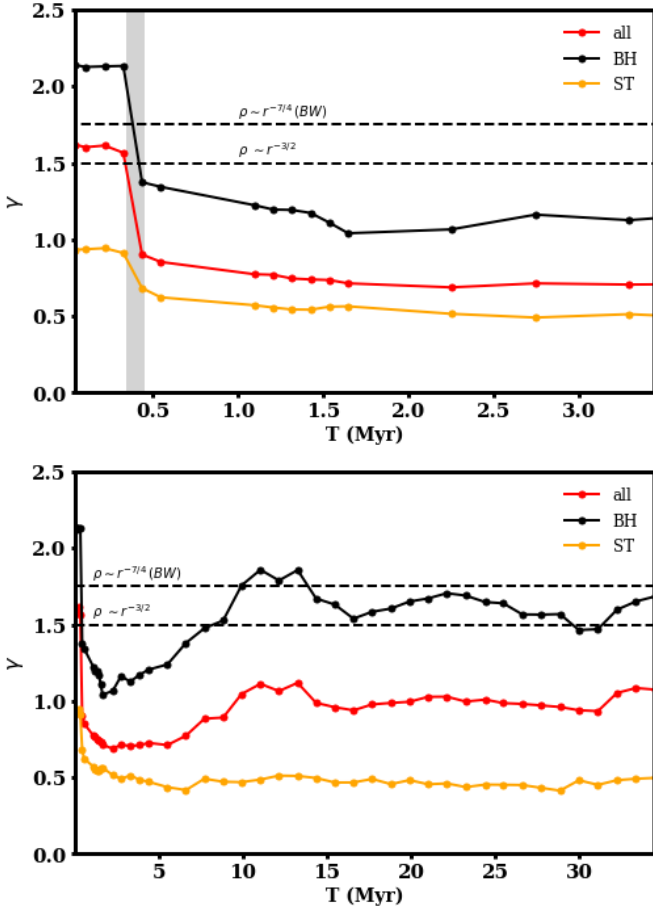 2.5
2.0
1.5
1.0
0.5
0.0
γ
all
BH
ST
ρ ~ r^{-7/4} (BW)
ρ ~ r^{-3/2}
0.5 1.0 1.5 2.0 2.5 3.0
T (Myr)
2.5
2.0
1.5
1.0
0.5
0.0
γ
all
BH
ST
ρ ~ r^{-7/4} (BW)
ρ ~ r^{-3/2}
5 10 15 20 25 30
T (Myr)